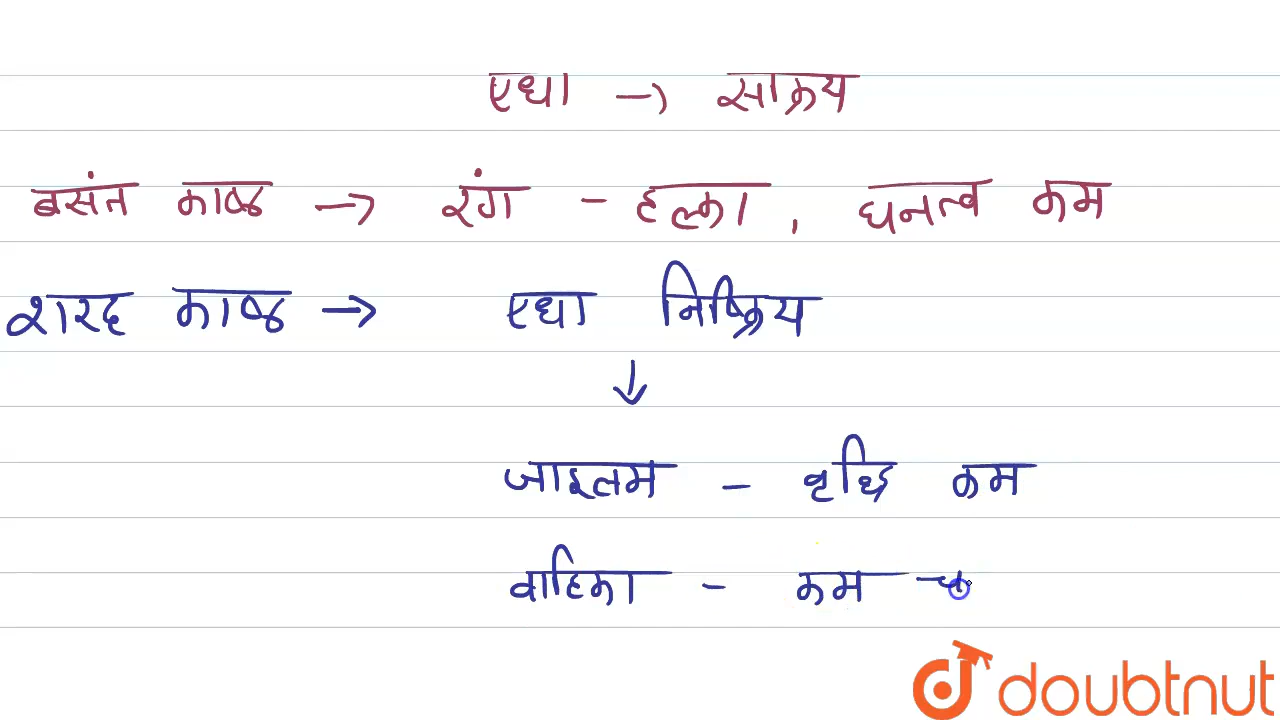 एधा → सक्रिय
बसंत काष्ठ → रंग - हल्का, घनत्व कम
शरद काष्ठ → एधा निष्क्रिय
↓
जाइलम - वृद्धि कम
वाहिका - कम
doubtnut